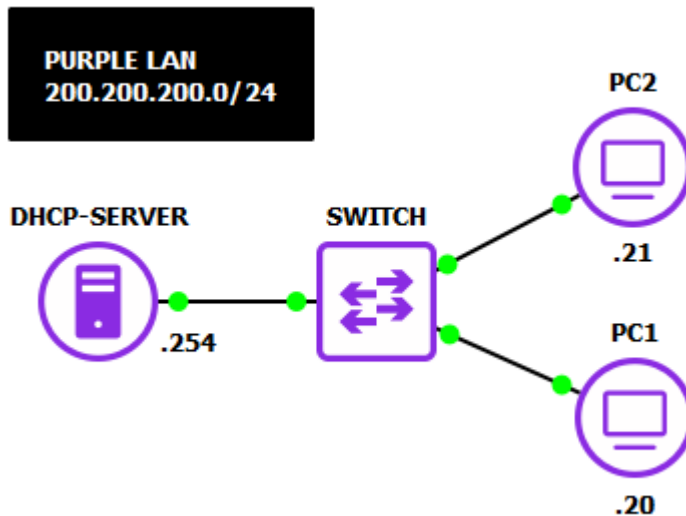 PURPLE LAN
200.200.200.0/24
PC2
DHCP-SERVER
SWITCH
.21
.254
PC1
.20